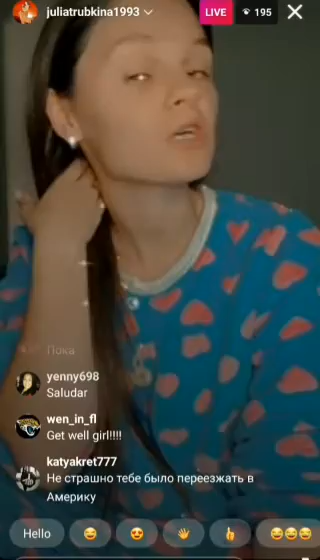 juliatrubkina1993
LIVE
195
Пока
yenny698
Saludar
wen_in_fl
Get well girl!!!!
katyakret777
Не страшно тебе было переезжать в
Америку
Hello